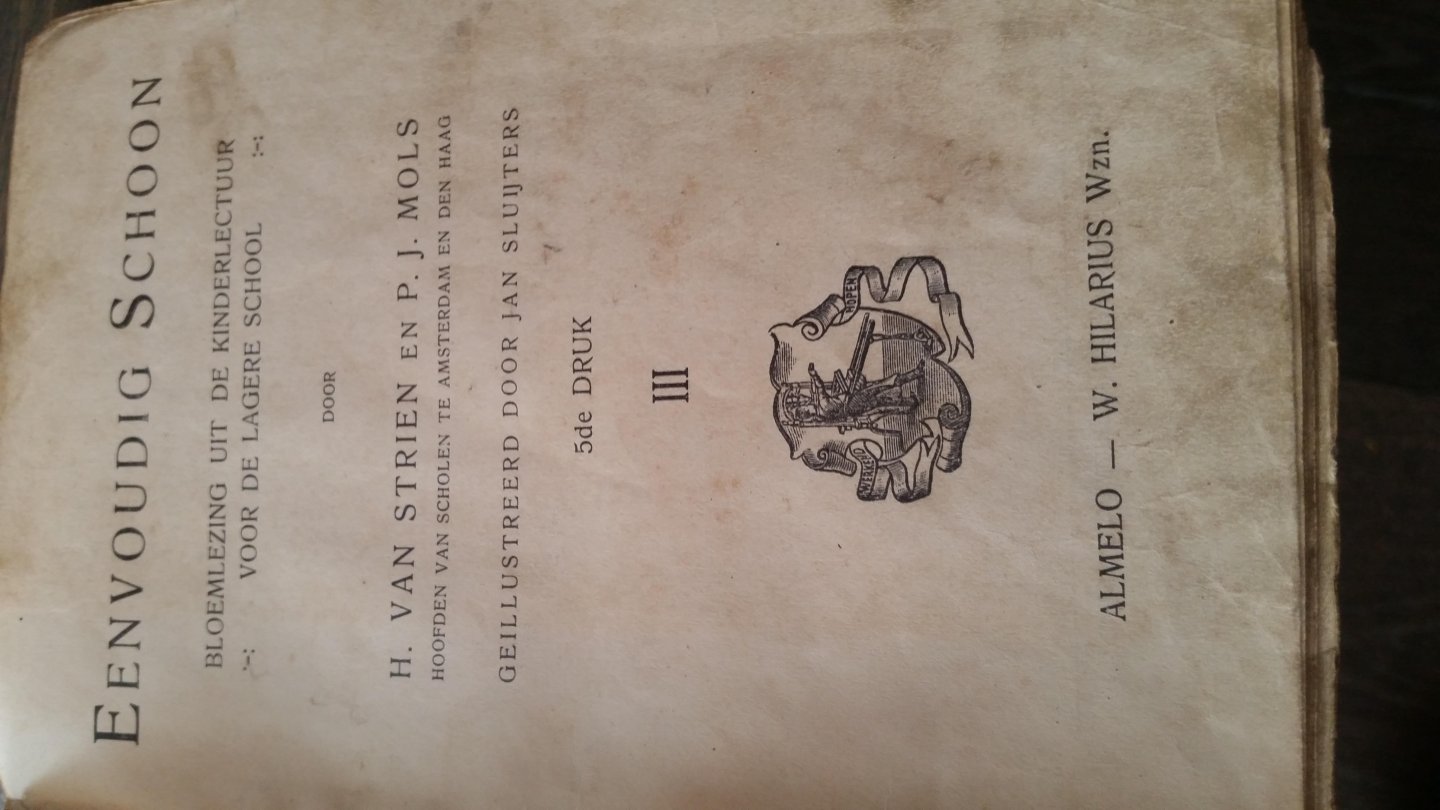 EENVOUDIG SCHOON
BLOEMLEZING UIT DE KINDERLECTUUR
:-: VOOR DE LAGERE SCHOOL :-:
DOOR
H. VAN STRIEN EN P. J. MOLS
HOOFDEN VAN SCHOLEN TE AMSTERDAM EN DEN HAAG
GEILLUSTREERD DOOR JAN SLUIJTERS
5de DRUK
III
HOPEN
ALMELO — W. HILARIUS Wzn.